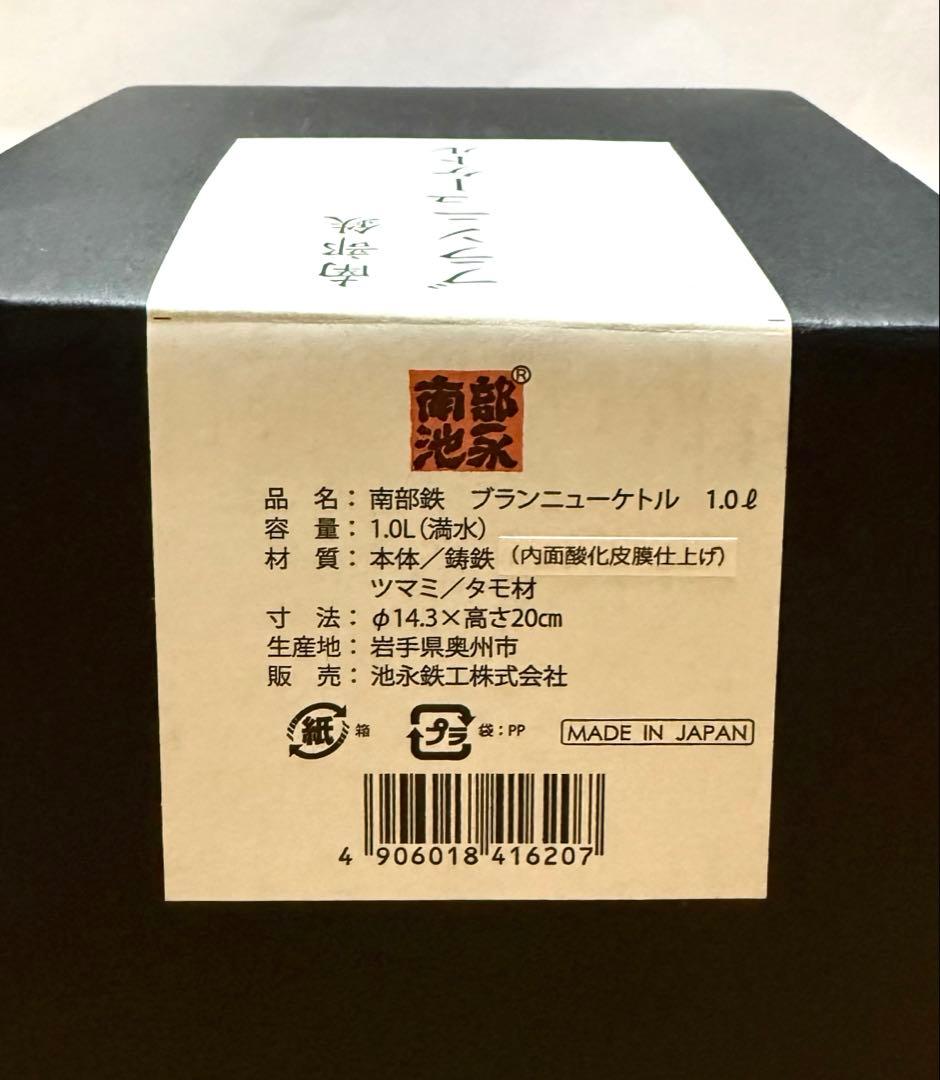 南部鉄
ブランニューケトル
南部
池永
®
品　名：南部鉄　ブランニューケトル　1.0ℓ
容　量：1.0L（満水）
材　質：本体／鋳鉄（内面酸化皮膜仕上げ）
ツマミ／タモ材
寸　法：φ14.3×高さ20㎝
生産地：岩手県奥州市
販　売：池永鉄工株式会社
紙 箱 プラ 袋：PP MADE IN JAPAN
4 906018 416207